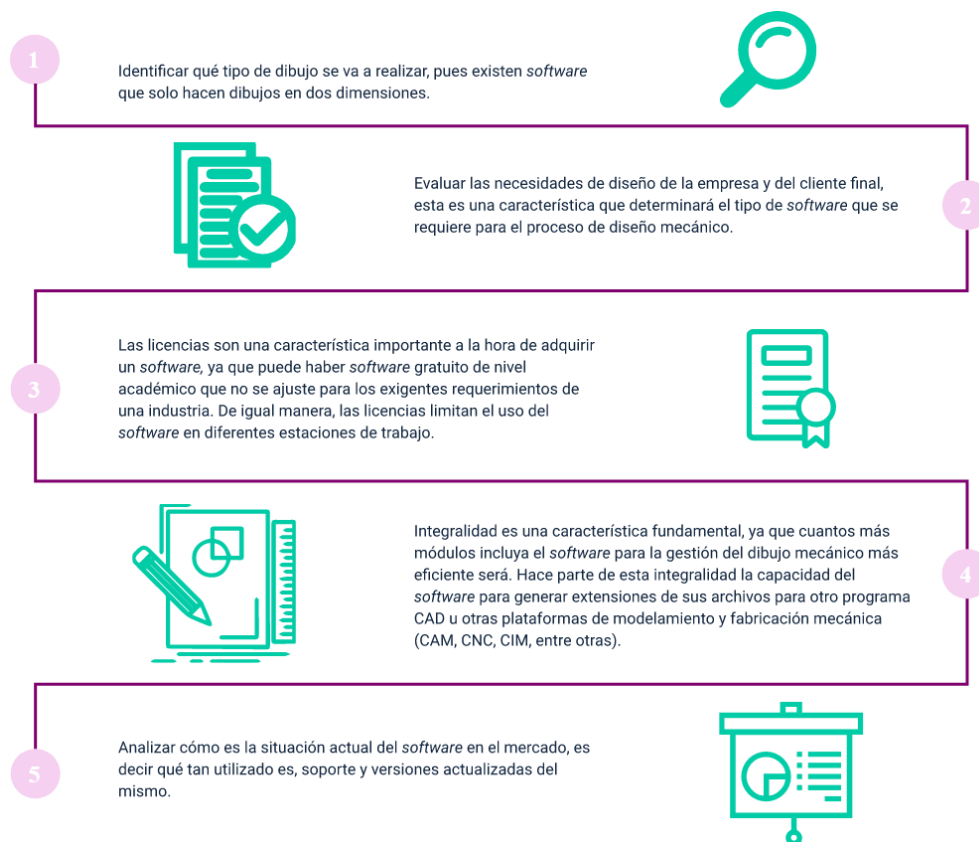 1
Identificar qué tipo de dibujo se va a realizar, pues existen software
que solo hacen dibujos en dos dimensiones.
2
Evaluar las necesidades de diseño de la empresa y del cliente final,
esta es una característica que determinará el tipo de software que se
requiere para el proceso de diseño mecánico.
3
Las licencias son una característica importante a la hora de adquirir
un software, ya que puede haber software gratuito de nivel
académico que no se ajuste para los exigentes requerimientos de
una industria. De igual manera, las licencias limitan el uso del
software en diferentes estaciones de trabajo.
4
Integralidad es una característica fundamental, ya que cuantos más
módulos incluya el software para la gestión del dibujo mecánico más
eficiente será. Hace parte de esta integralidad la capacidad del
software para generar extensiones de sus archivos para otro programa
CAD u otras plataformas de modelamiento y fabricación mecánica
(CAM, CNC, CIM, entre otras).
5
Analizar cómo es la situación actual del software en el mercado, es
decir qué tan utilizado es, soporte y versiones actualizadas del
mismo.